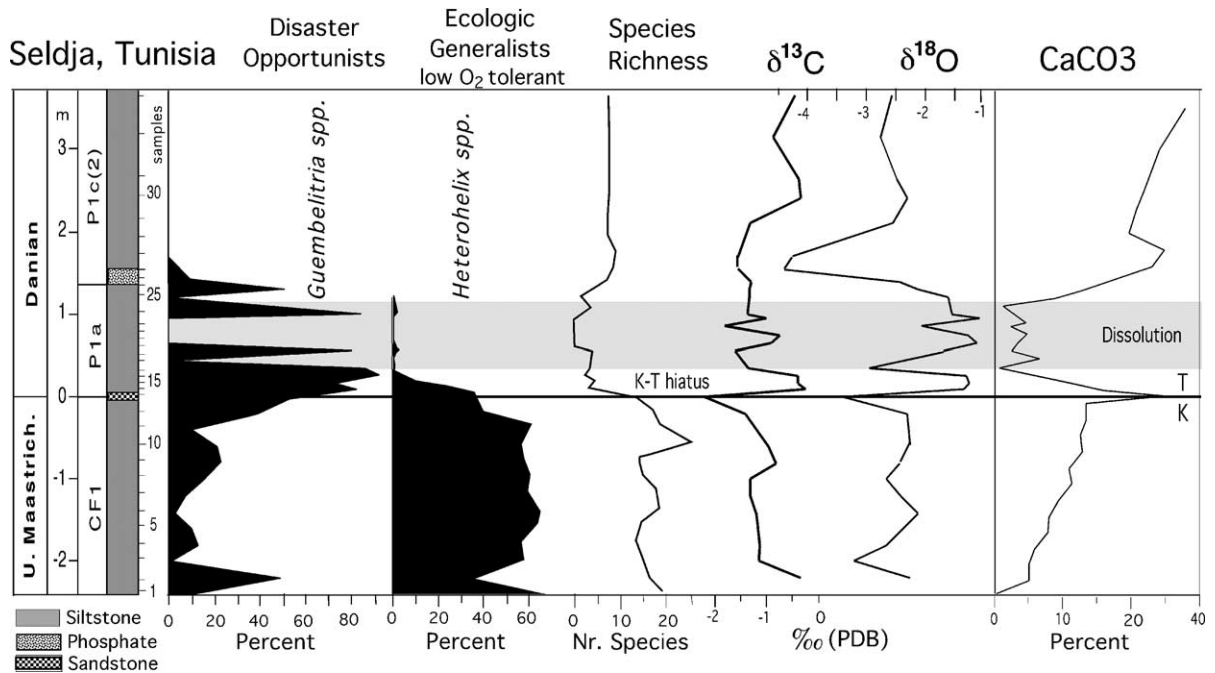 Seldja, Tunisia
Disaster
Opportunists
Ecologic
Generalists
low O2 tolerant
Species
Richness
δ13C
δ18O
CaCO3
m
samples
-4
-3
-2
-1
Danian
U. Maastrich.
P1c(2)
P1a
CF1
3
2
1
0
-1
-2
30
25
15
10
5
1
Guembelitria spp.
Heterohelix spp.
Dissolution
K-T hiatus
T
K
0 20 40 60 80
0 20 40 60
0 10 20
-2 -1 0
0 10 20 30 40
Percent
Percent
Nr. Species
‰ (PDB)
Percent
Siltstone
Phosphate
Sandstone